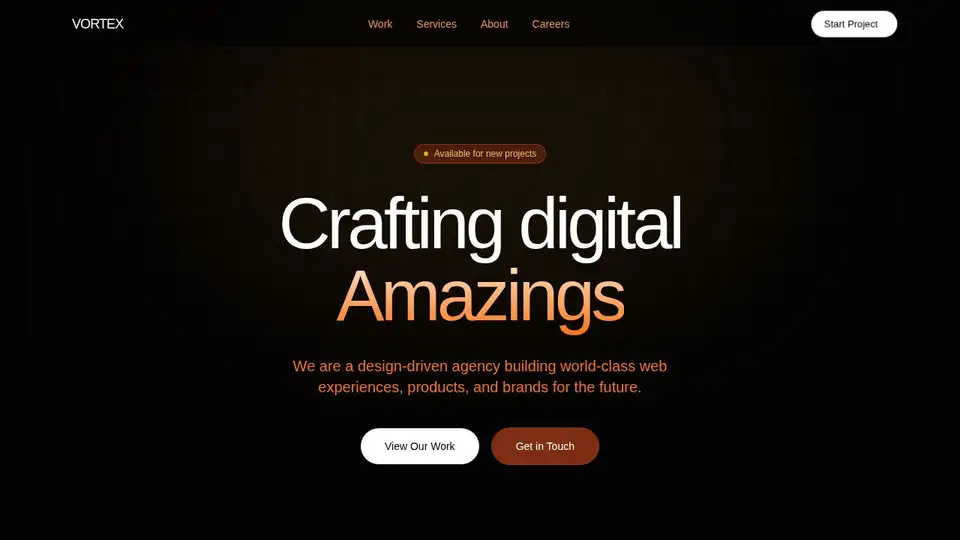 VORTEX
Work
Services
About
Careers
Start Project
Available for new projects
Crafting digital
Amazings
We are a design-driven agency building world-class web
experiences, products, and brands for the future.
View Our Work
Get in Touch